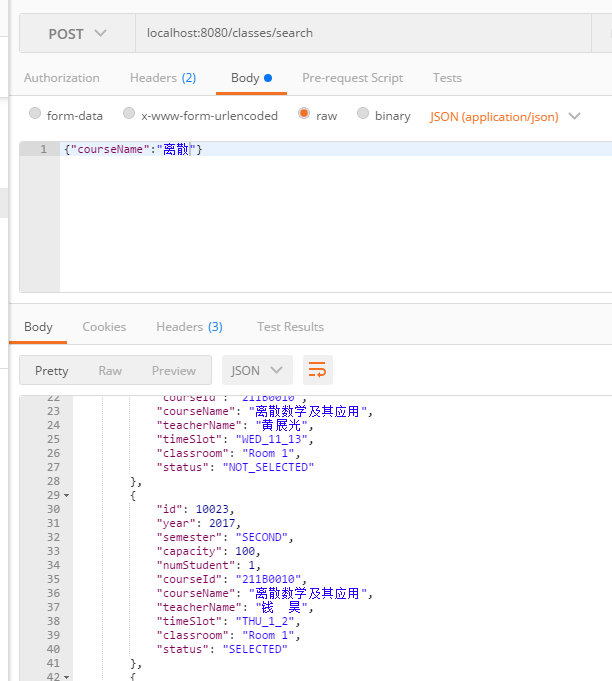 POST localhost:8080/classes/search
Authorization Headers (2) Body Pre-request Script Tests
form-data x-www-form-urlencoded raw binary JSON (application/json)
1 {"courseName":"离散"}
Body Cookies Headers (3) Test Results
Pretty Raw Preview JSON
22 "courseId": "211B0010",
23 "courseName": "离散数学及其应用",
24 "teacherName": "黄展光",
25 "timeSlot": "WED_11_13",
26 "classroom": "Room 1",
27 "status": "NOT_SELECTED"
28 },
29 {
30 "id": 10023,
31 "year": 2017,
32 "semester": "SECOND",
33 "capacity": 100,
34 "numStudent": 1,
35 "courseId": "211B0010",
36 "courseName": "离散数学及其应用",
37 "teacherName": "钱　昊",
38 "timeSlot": "THU_1_2",
39 "classroom": "Room 1",
40 "status": "SELECTED"
41 },
42 {